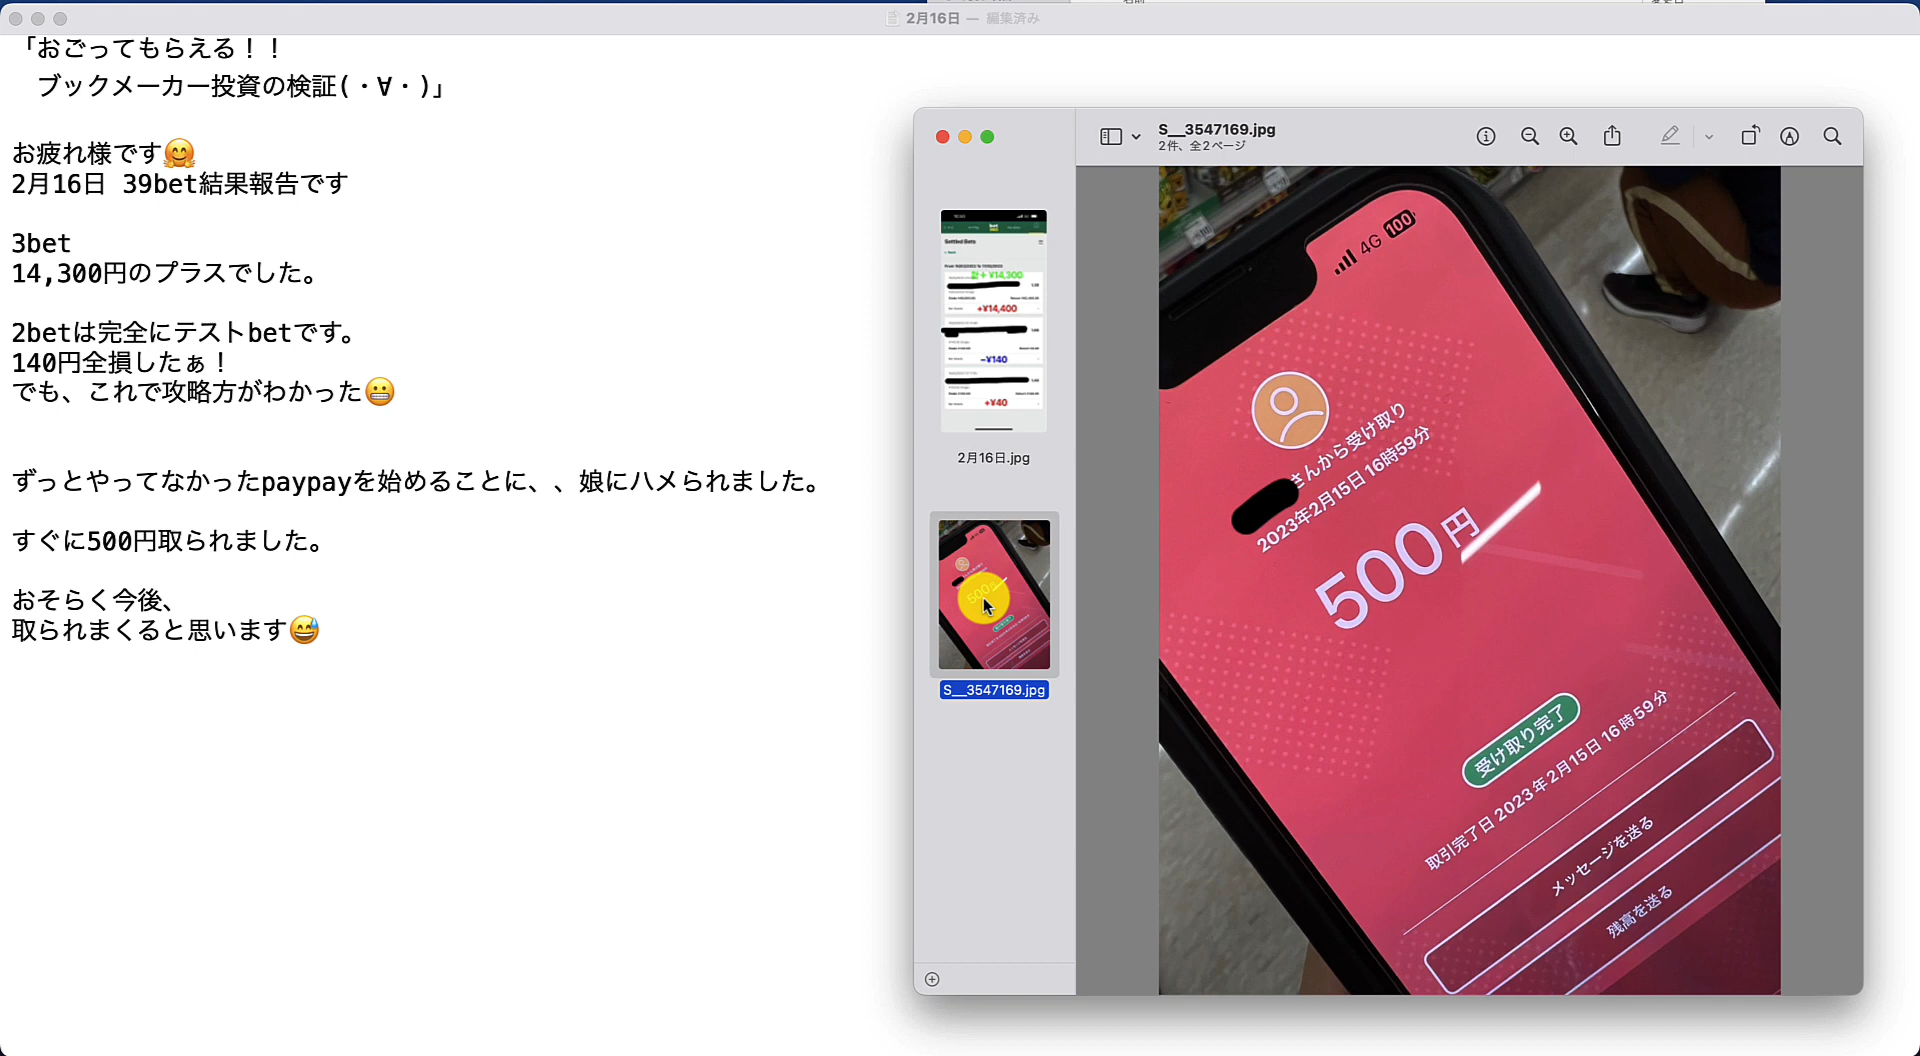 2月16日 — 編集済み
「おごってもらえる！！
ブックメーカー投資の検証(・∀・)」
お疲れ様です🤗
2月16日 39bet結果報告です
3bet
14,300円のプラスでした。
2betは完全にテストbetです。
140円全損したぁ！
でも、これで攻略方がわかった😬
ずっとやってなかったpaypayを始めることに、、娘にハメられました。
すぐに500円取られました。
おそらく今後、
取られまくると思います😅
S__3547169.jpg
2件、全2ページ
Settled Bets
+¥14,300
+¥14,400
-¥140
+¥40
2月16日.jpg
S__3547169.jpg
4G 100
さんから受け取り
2023年2月15日 16時59分
500円
受け取り完了
取引完了日 2023年2月15日 16時59分
メッセージを送る
残高を送る